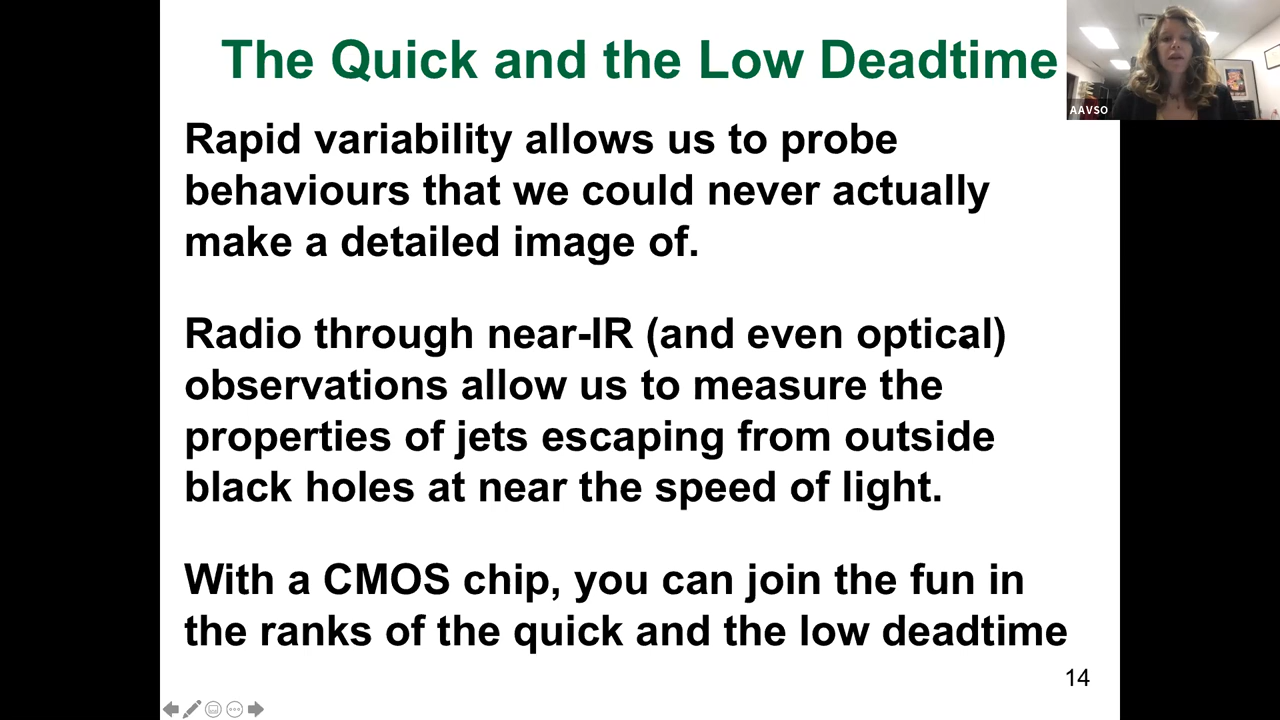 The Quick and the Low Deadtime
AAVSO
Rapid variability allows us to probe
behaviours that we could never actually
make a detailed image of.
Radio through near-IR (and even optical)
observations allow us to measure the
properties of jets escaping from outside
black holes at near the speed of light.
With a CMOS chip, you can join the fun in
the ranks of the quick and the low deadtime
14